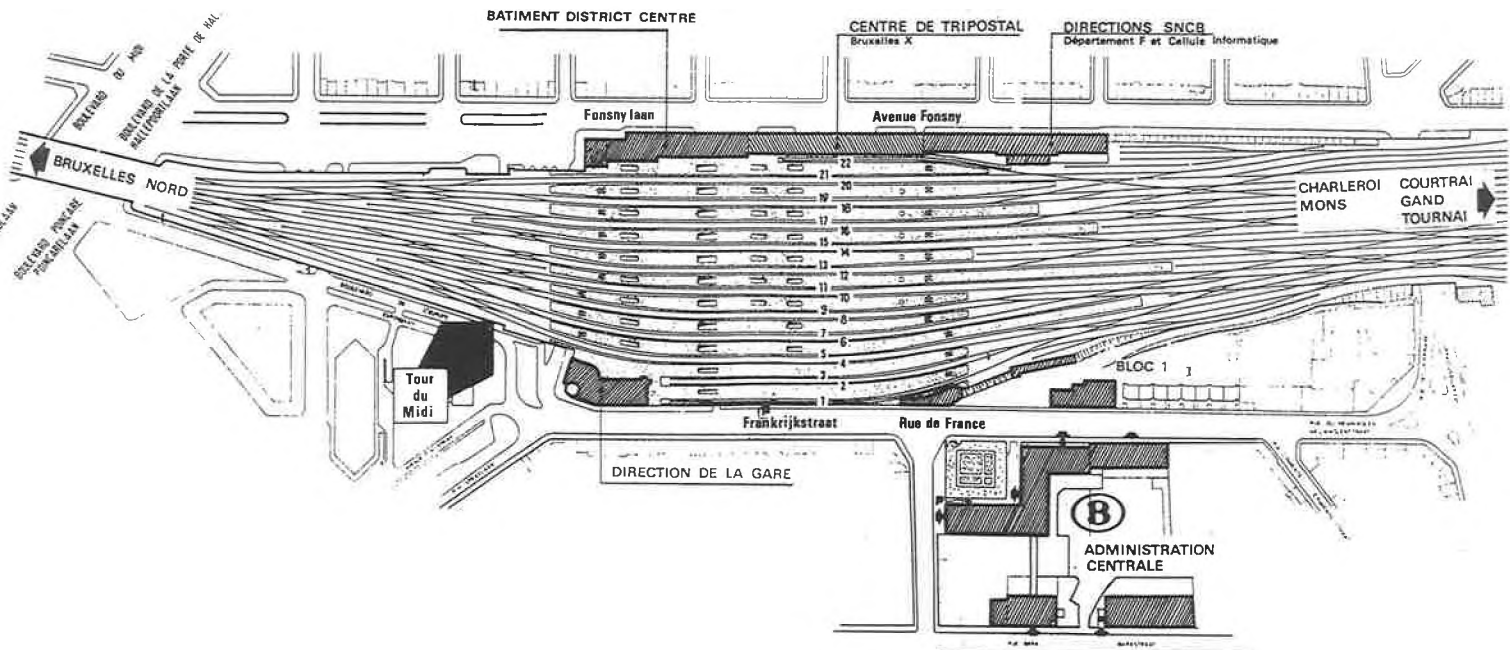 BATIMENT DISTRICT CENTRE
CENTRE DE TRIPOSTAL
Bruxelles X
DIRECTIONS SNCB
Département F et Cellule Informatique
BOULEVARD DU MIDI
BOULEVARD DE LA PORTE DE HAL
HALLEPOORTLAAN
Fonsny laan
Avenue Fonsny
BRUXELLES NORD
CHARLEROI
MONS
COURTRAI
GAND
TOURNAI
BOULEVARD POINCARE
POINCARELAAN
22
21
20
19
18
17
16
15
14
13
12
11
10
9
8
7
6
5
4
3
2
1
Tour
du
Midi
BLOC 1
Frankrijkstraat
Rue de France
DIRECTION DE LA GARE
B
ADMINISTRATION
CENTRALE